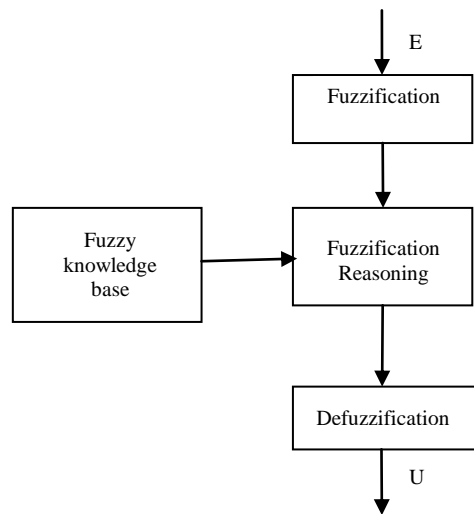 E
Fuzzification
Fuzzy
knowledge
base
Fuzzification
Reasoning
Defuzzification
U